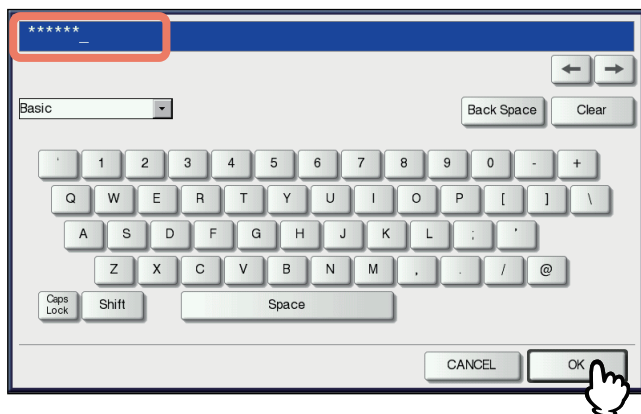 ******_
← →
Basic Back Space Clear
` 1 2 3 4 5 6 7 8 9 0 - +
Q W E R T Y U I O P [ ] \
A S D F G H J K L ; '
Z X C V B N M , . / @
Caps Lock Shift Space
CANCEL OK